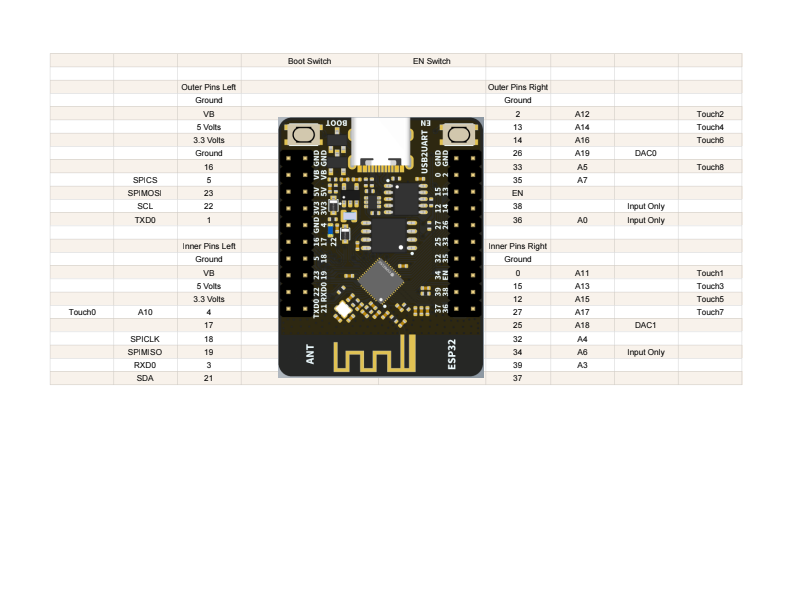 Boot Switch EN Switch
Outer Pins Left Outer Pins Right
Ground Ground
VB 2 A12 Touch2
5 Volts 13 A14 Touch4
3.3 Volts 14 A16 Touch6
Ground 26 A19 DAC0
16 33 A5 Touch8
SPICS 5 35 A7
SPIMOSI 23 EN
SCL 22 38 Input Only
TXD0 1 36 A0 Input Only
Inner Pins Left Inner Pins Right
Ground Ground
VB 0 A11 Touch1
5 Volts 15 A13 Touch3
3.3 Volts 12 A15 Touch5
Touch0 A10 4 27 A17 Touch7
17 25 A18 DAC1
SPICLK 18 32 A4
SPIMISO 19 34 A6 Input Only
RXD0 3 39 A3
SDA 21 37
BOOT
EN
USB2UART
GND VB 5V 3V3 GND 16 5 23 22 TXD0
GND VB 5V 3V3 4 17 18 19 RXD0 21
GND 0 15 12 27 25 32 34 39 37
GND 2 13 14 26 33 35 EN 38 36
ANT
ESP32